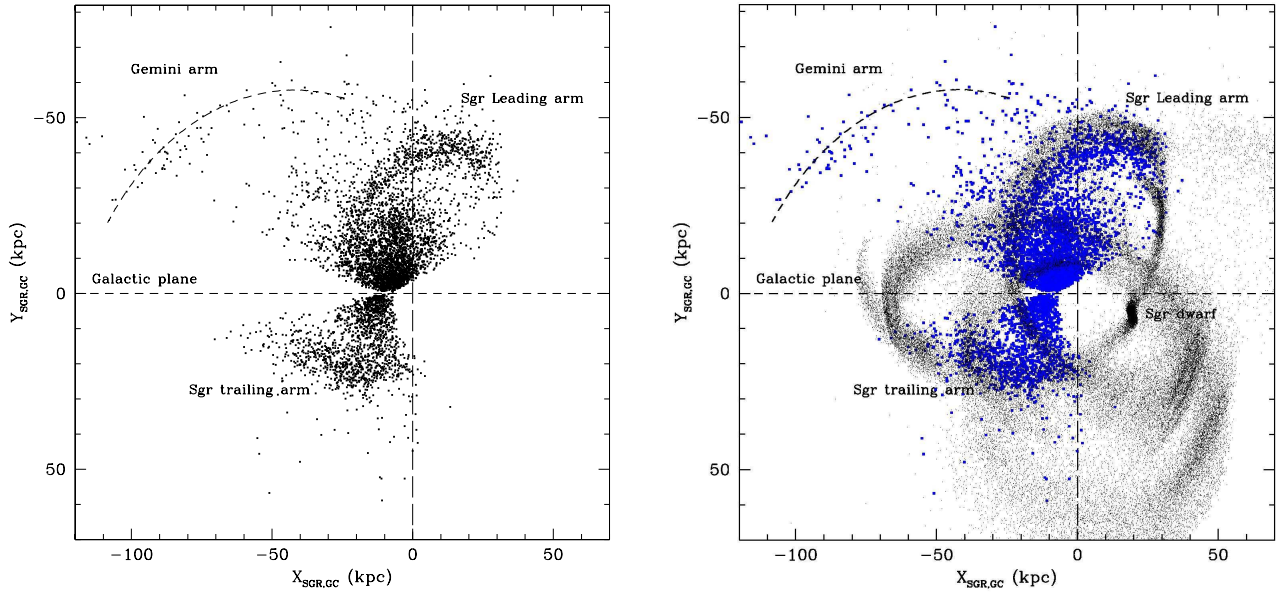 Gemini arm
Sgr Leading arm
−50
Galactic plane
0
Sgr trailing arm
50
−100
−50
0
50
X_SGR,GC (kpc)
Y_SGR,GC (kpc)
Gemini arm
Sgr Leading arm
−50
Galactic plane
0
Sgr dwarf
Sgr trailing arm
50
−100
−50
0
50
X_SGR,GC (kpc)
Y_SGR,GC (kpc)